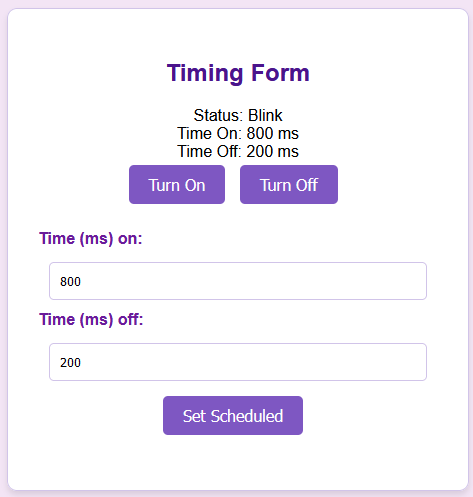 Timing Form
Status: Blink
Time On: 800 ms
Time Off: 200 ms
Turn On Turn Off
Time (ms) on:
800
Time (ms) off:
200
Set Scheduled